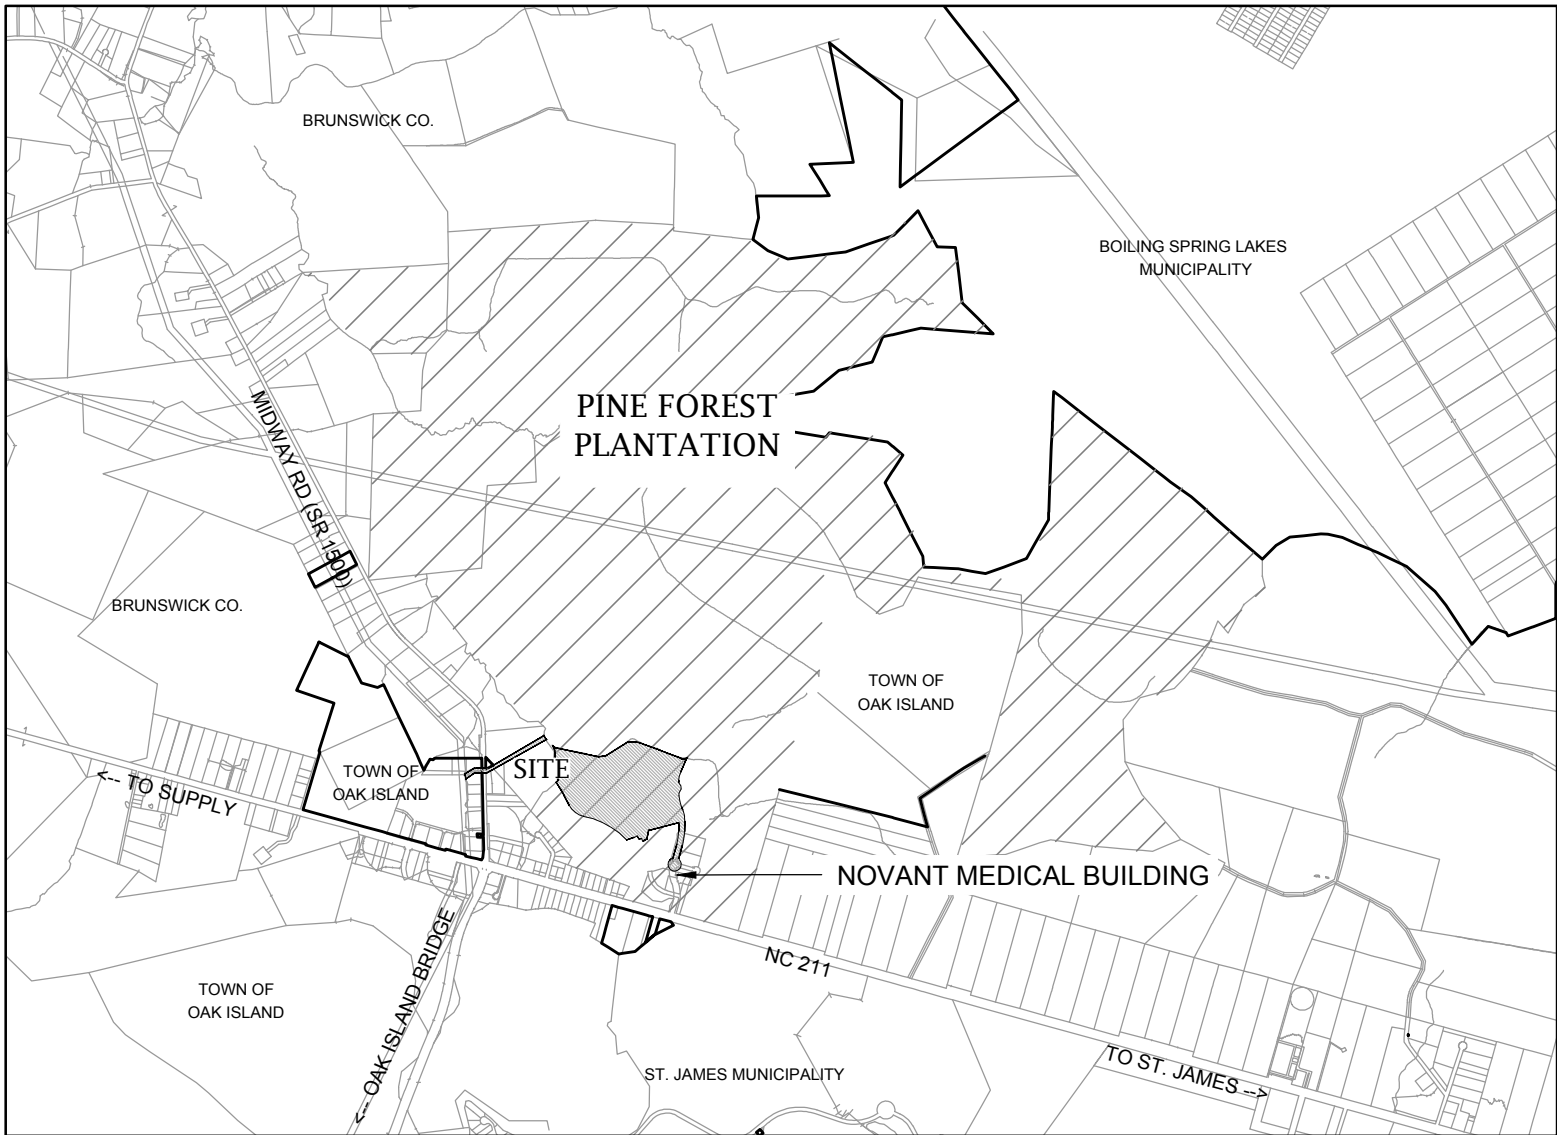 BRUNSWICK CO.
BOILING SPRING LAKES
MUNICIPALITY
PINE FOREST
PLANTATION
MIDWAY RD (SR 1500)
BRUNSWICK CO.
TOWN OF
OAK ISLAND
SITE
TOWN OF
OAK ISLAND
<-- TO SUPPLY
NOVANT MEDICAL BUILDING
<-- OAK ISLAND BRIDGE
NC 211
TOWN OF
OAK ISLAND
TO ST. JAMES -->
ST. JAMES MUNICIPALITY